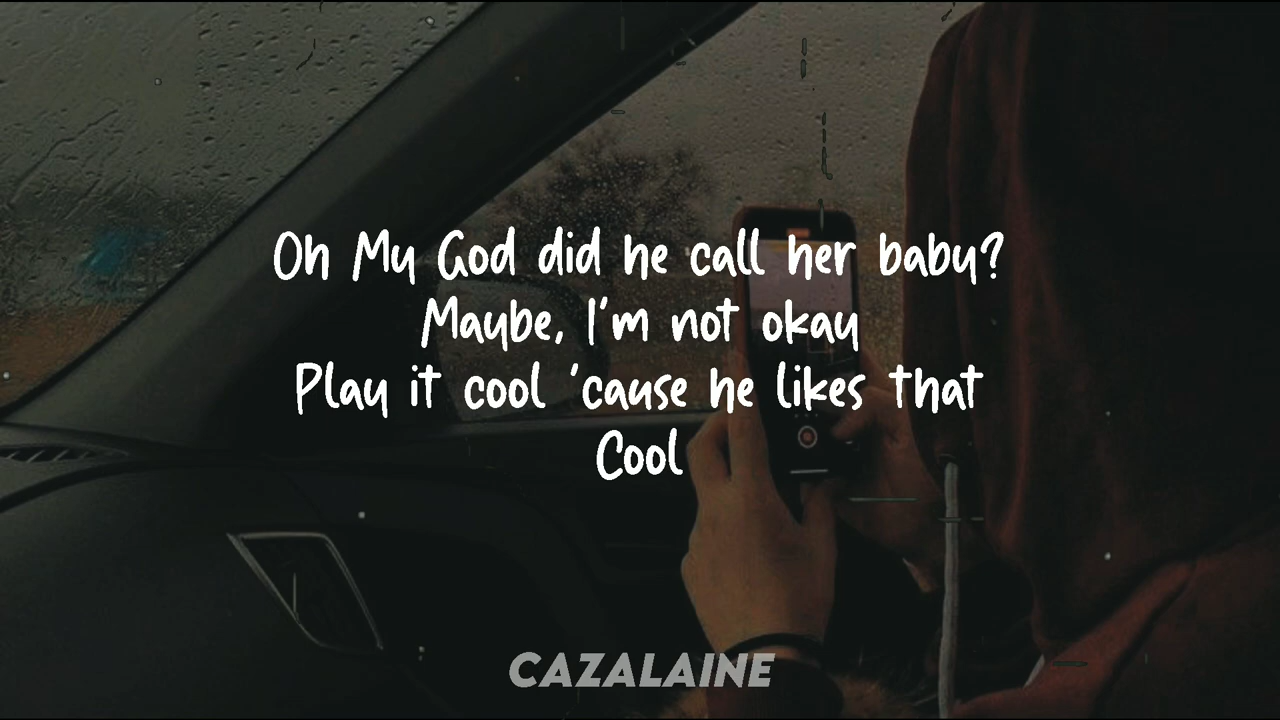 Oh My God did he call her baby?
Maybe, I'm not okay
Play it cool 'cause he likes that
Cool
CAZALAINE